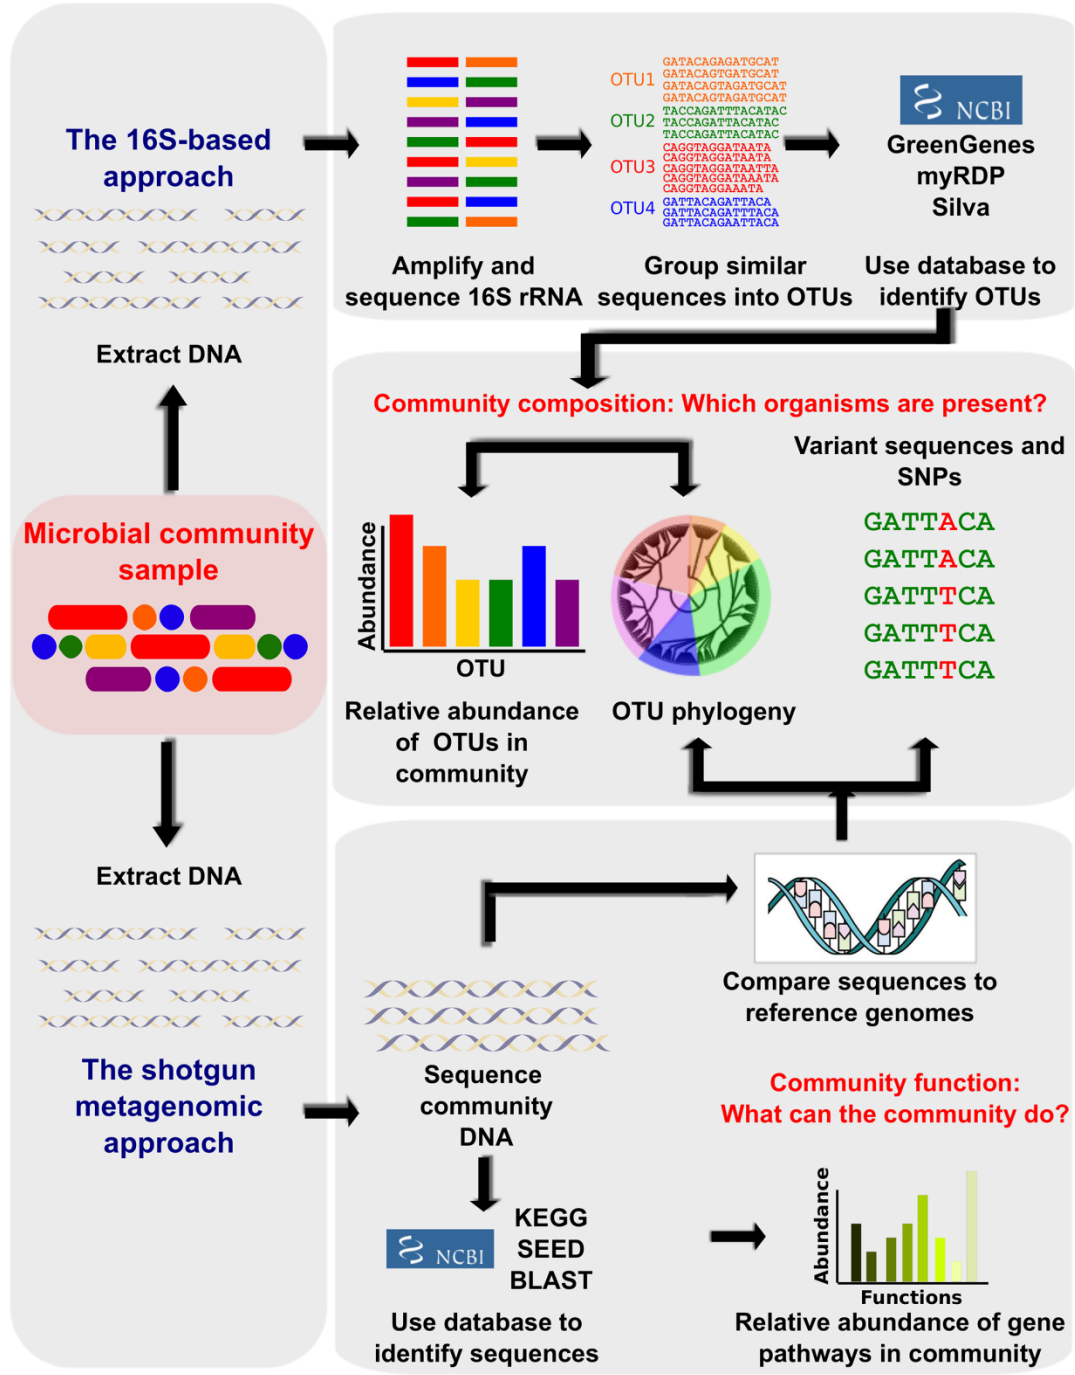 The 16S-based
approach
Extract DNA
Microbial community
sample
Extract DNA
The shotgun
metagenomic
approach
Amplify and
sequence 16S rRNA
OTU1
GATACAGAGATGCAT
GATACAGTGATGCAT
GATACAGTAGATGCAT
GATACAGTAGATGCAT
OTU2
TACCAGATTTACATAC
TACCAGATTACATAC
TACCAGATTACATAC
OTU3
CAGGTAGGATAATA
CAGGTAGGATAATA
CAGGTAGGATAATTA
CAGGTAGGATAAATA
CAGGTAGGAAATA
OTU4
GATTACAGATTACA
GATTACAGATTTACA
GATTACAGAATTACA
Group similar
sequences into OTUs
NCBI
GreenGenes
myRDP
Silva
Use database to
identify OTUs
Community composition: Which organisms are present?
Abundance
OTU
Relative abundance
of OTUs in
community
OTU phylogeny
Variant sequences and
SNPs
GATTACA
GATTACA
GATTTCA
GATTTCA
GATTTCA
Sequence
community
DNA
Compare sequences to
reference genomes
NCBI
KEGG
SEED
BLAST
Use database to
identify sequences
Community function:
What can the community do?
Abundance
Functions
Relative abundance of gene
pathways in community